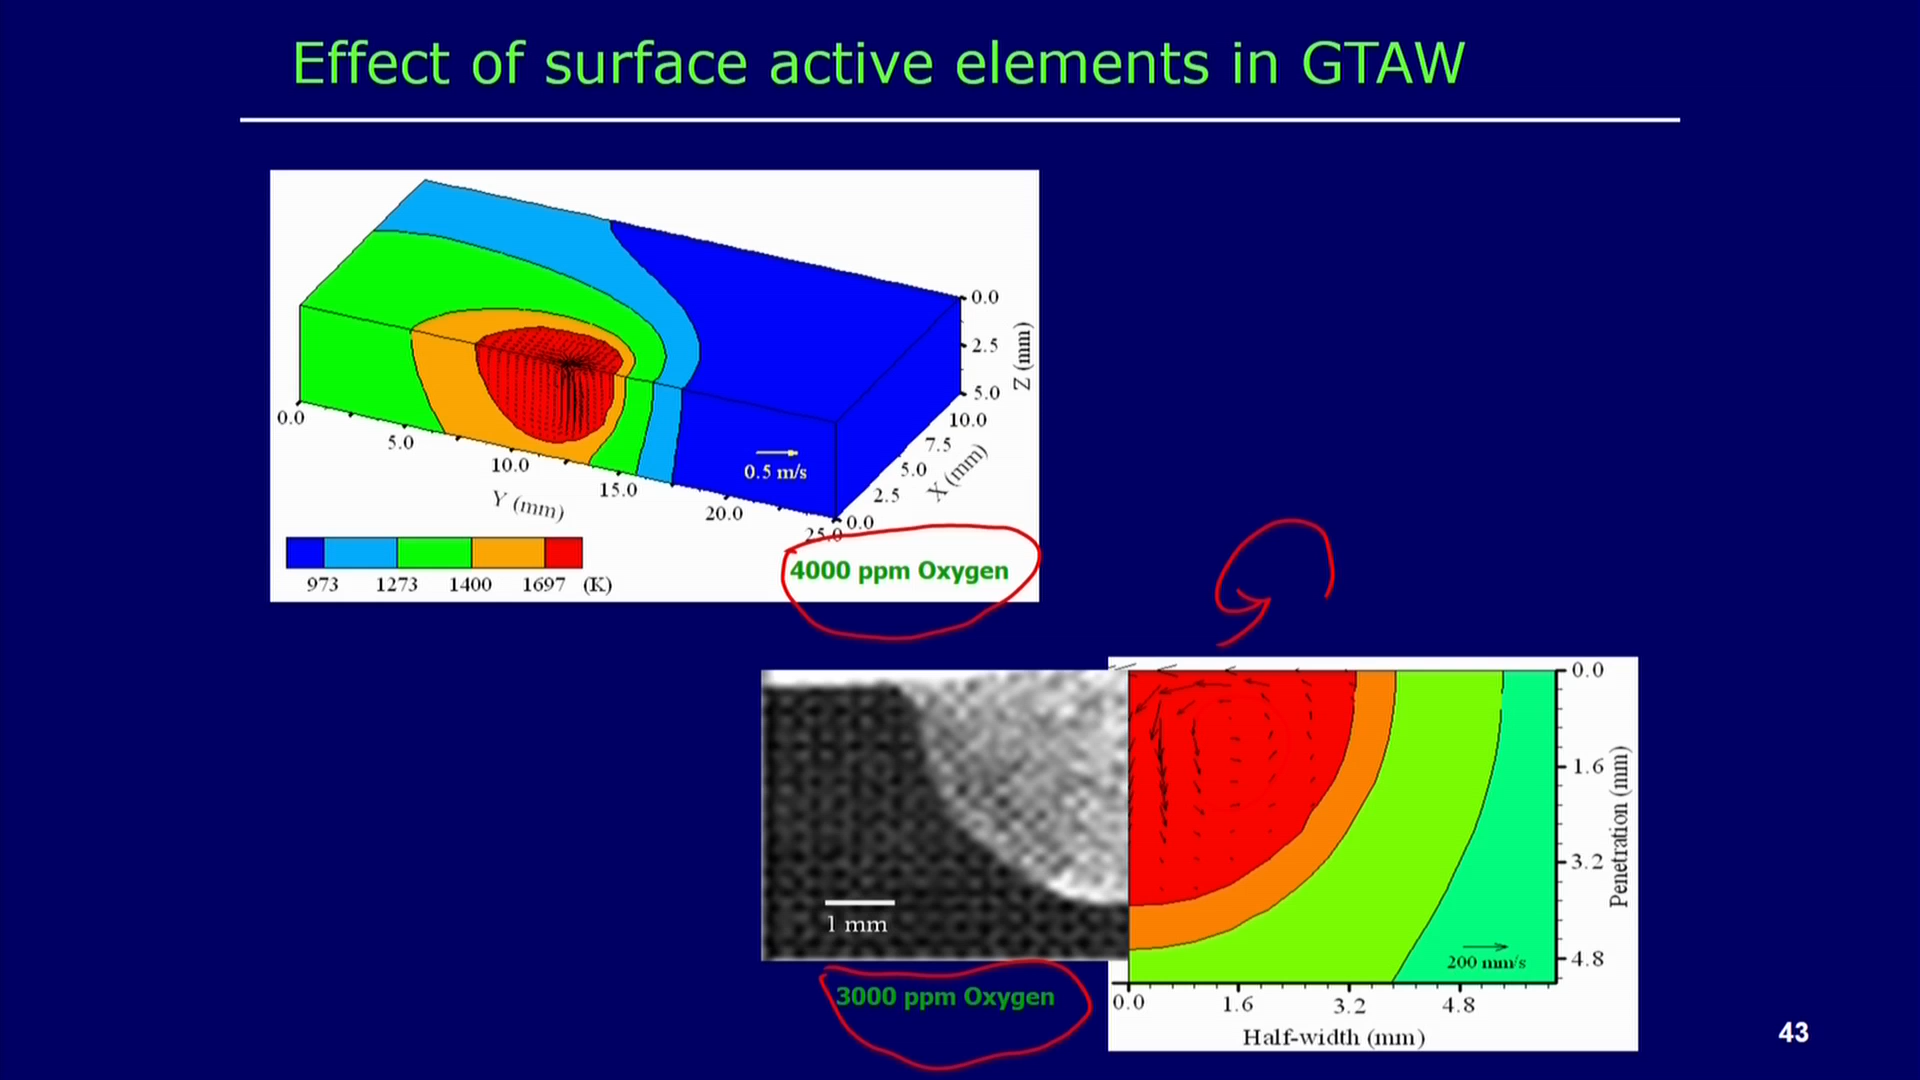 Effect of surface active elements in GTAW
0.0
2.5
5.0
Z (mm)
10.0
7.5
5.0
2.5
0.0
X (mm)
0.0
5.0
10.0
15.0
20.0
25.0
Y (mm)
0.5 m/s
973 1273 1400 1697 (K)
4000 ppm Oxygen
1 mm
3000 ppm Oxygen
0.0
1.6
3.2
4.8
Penetration (mm)
200 mm/s
0.0 1.6 3.2 4.8
Half-width (mm)
43